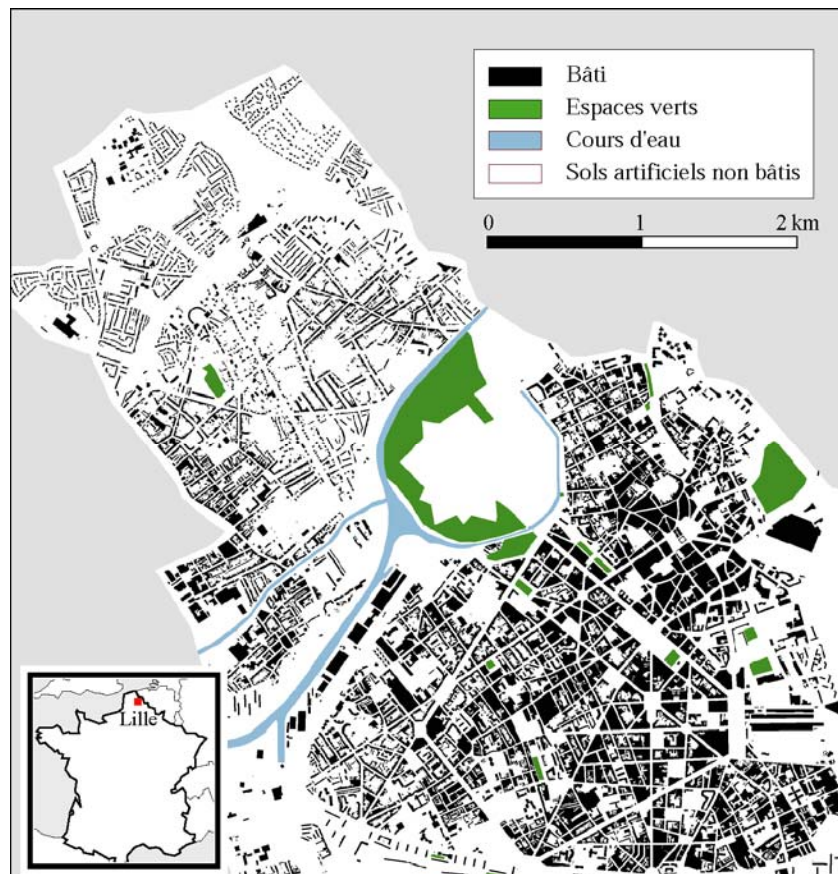 Bâti
Espaces verts
Cours d'eau
Sols artificiels non bâtis
0 1 2 km
Lille